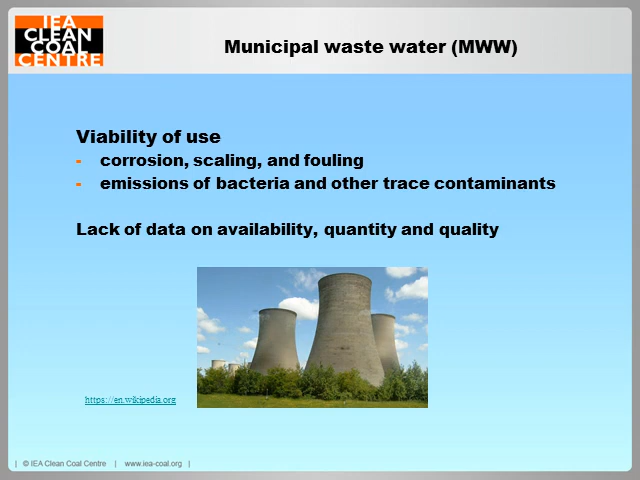 IEA
CLEAN
COAL
CENTRE
Municipal waste water (MWW)
Viability of use
- corrosion, scaling, and fouling
- emissions of bacteria and other trace contaminants
Lack of data on availability, quantity and quality
https://en.wikipedia.org
| © IEA Clean Coal Centre | www.iea-coal.org |